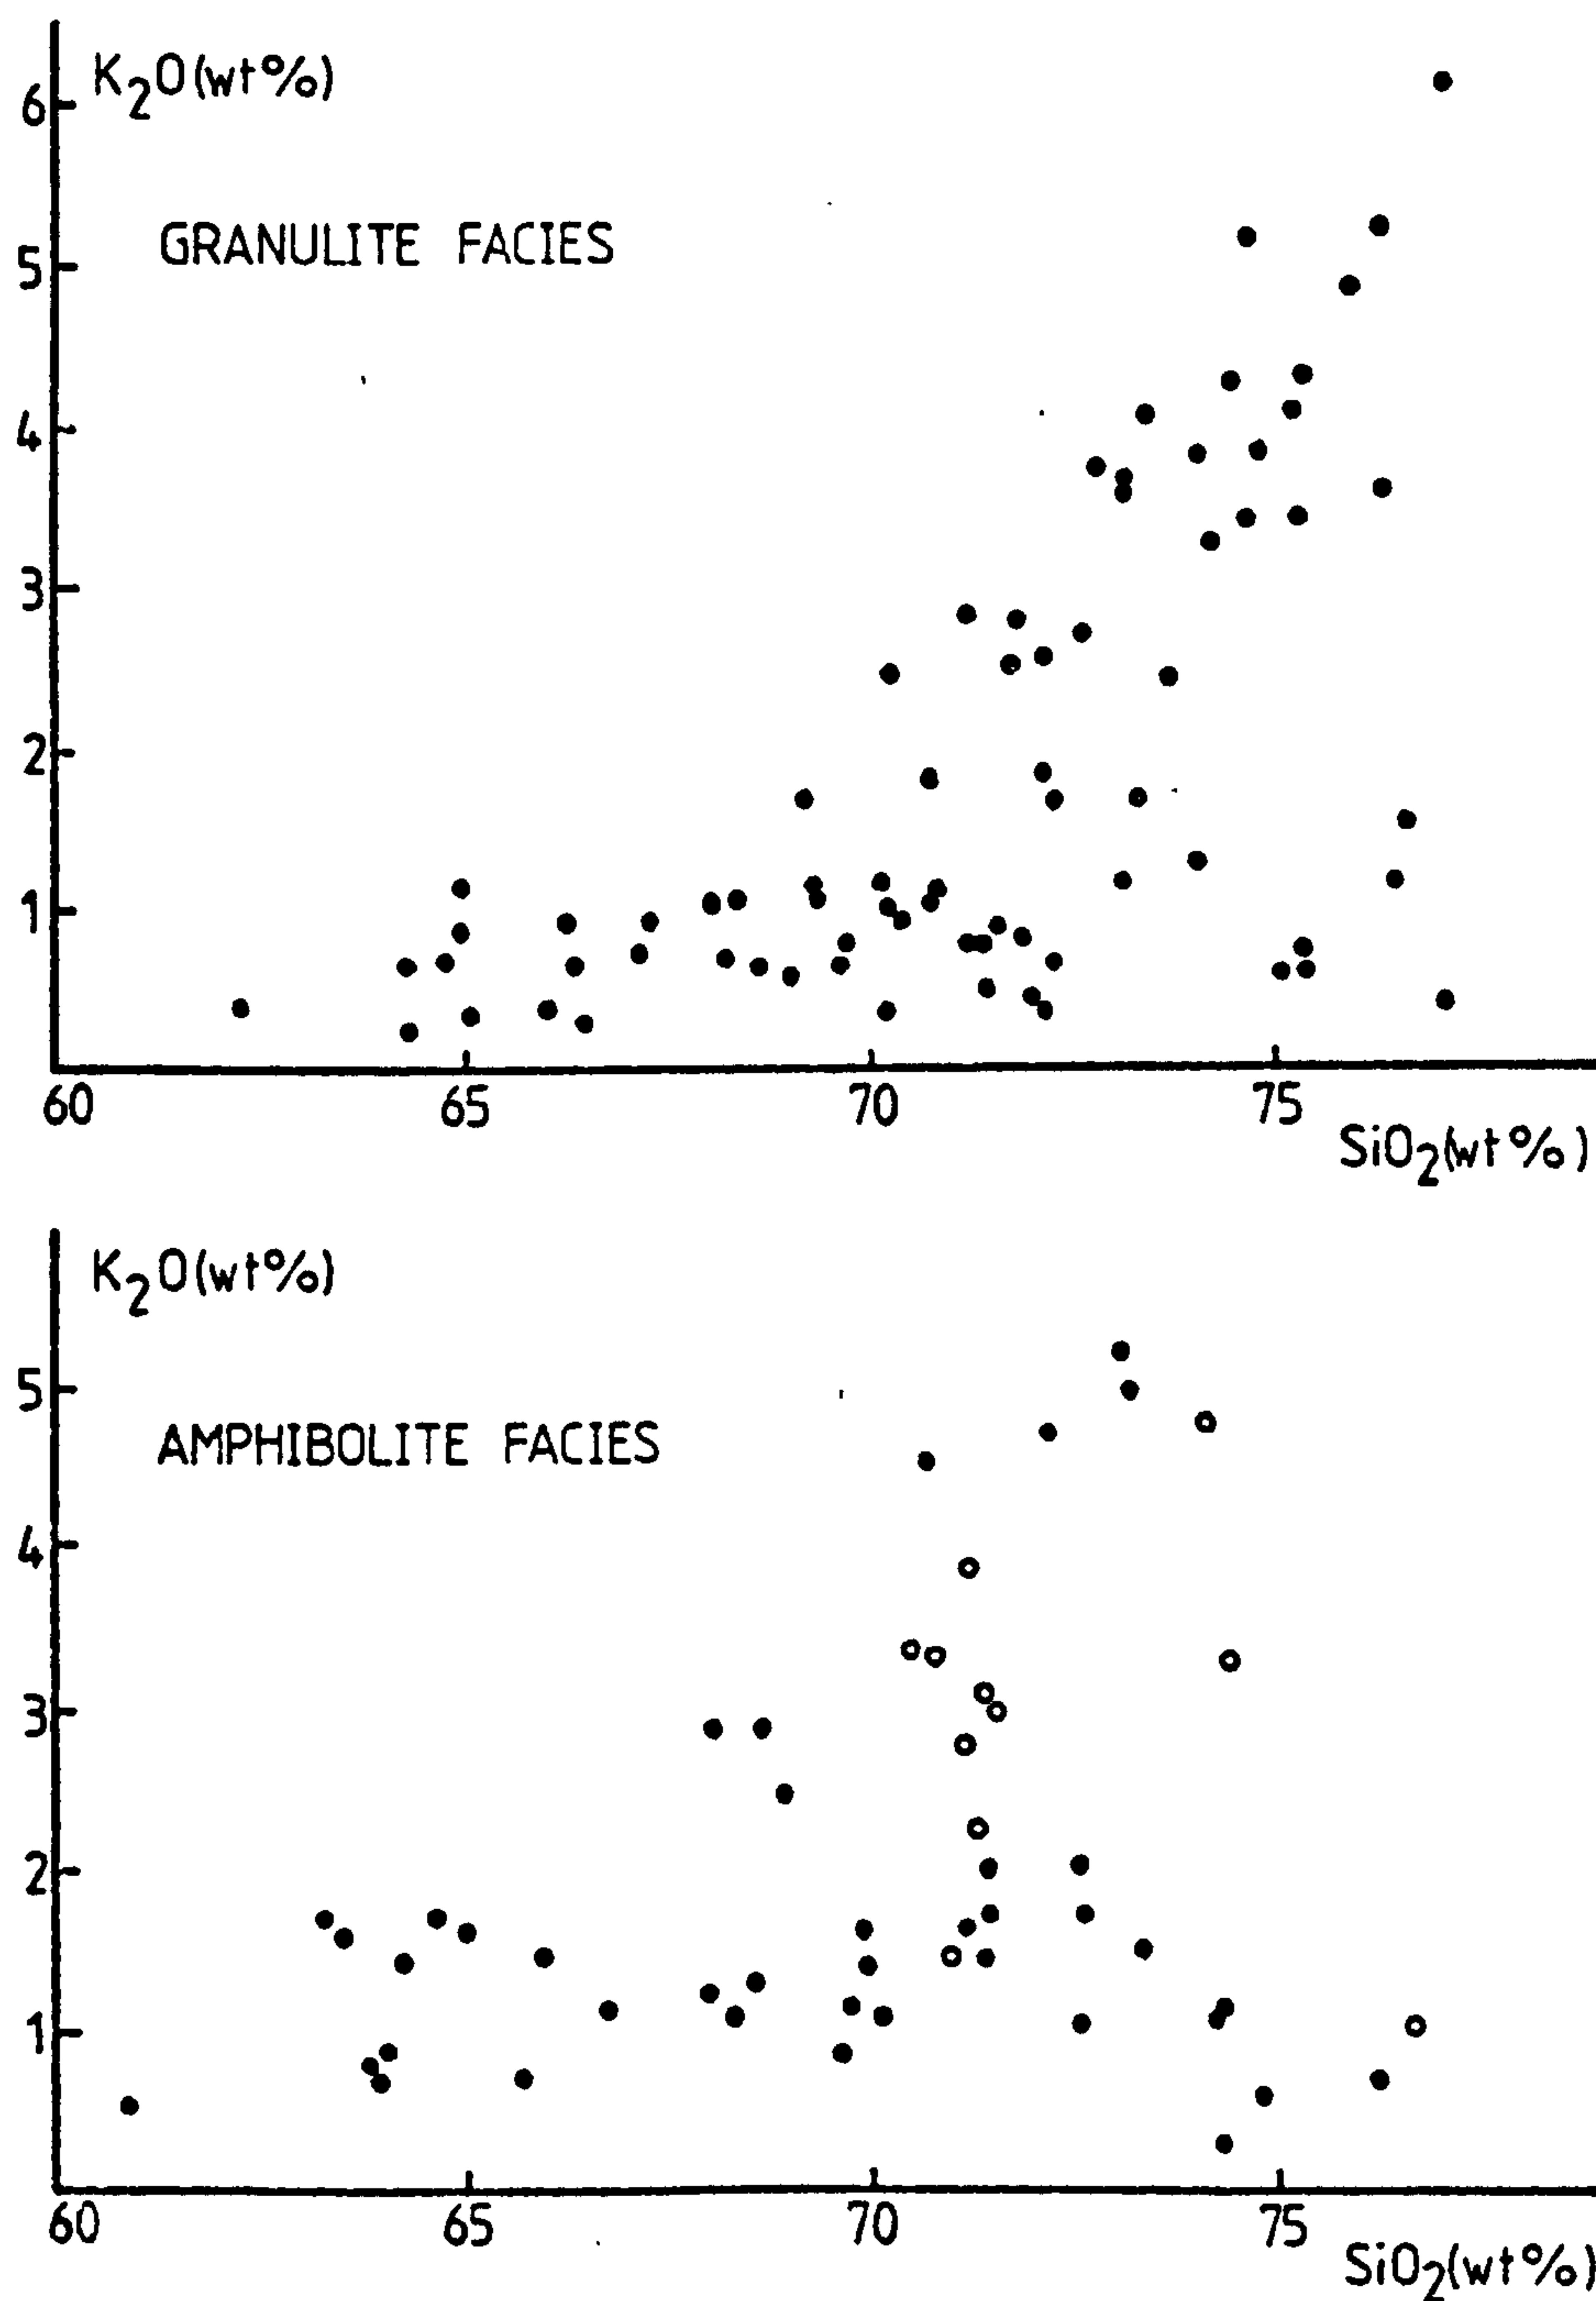 K2O(wt%)
6
GRANULITE FACIES
5
4
3
2
1
60 65 70 75
SiO2(wt%)
K2O(wt%)
5
AMPHIBOLITE FACIES
4
3
2
1
60 65 70 75
SiO2(wt%)